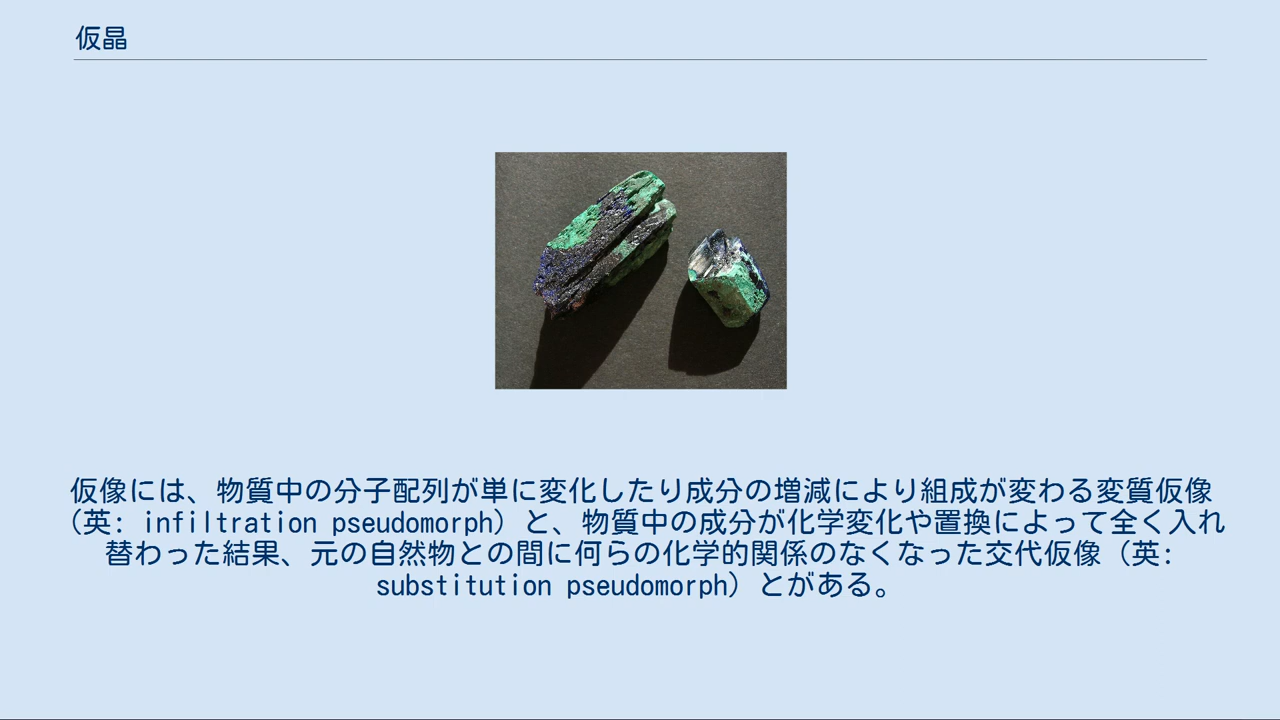 仮晶
仮像には、物質中の分子配列が単に変化したり成分の増減により組成が変わる変質仮像
（英: infiltration pseudomorph）と、物質中の成分が化学変化や置換によって全く入れ
替わった結果、元の自然物との間に何らの化学的関係のなくなった交代仮像（英:
substitution pseudomorph）とがある。